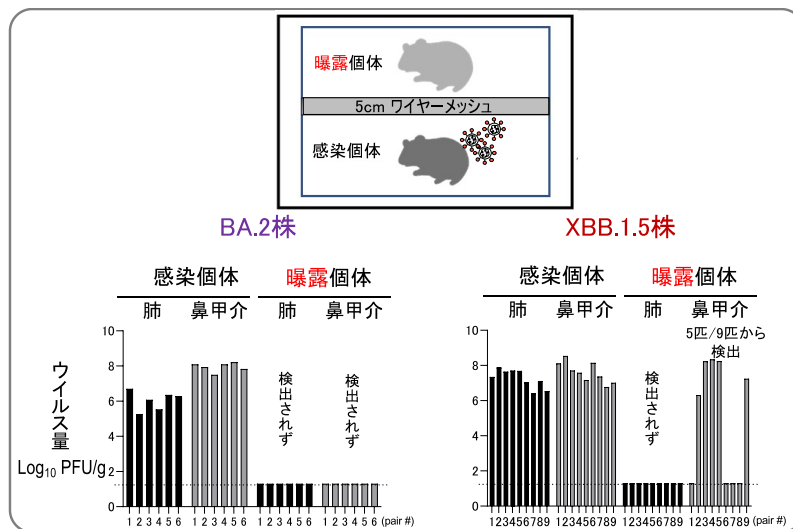 曝露個体
5cm ワイヤーメッシュ
感染個体
BA.2株
XBB.1.5株
感染個体 曝露個体
肺 鼻甲介 肺 鼻甲介
ウイルス量
Log₁₀ PFU/g
10
8
6
4
2
0
検出されず
検出されず
1 2 3 4 5 6 1 2 3 4 5 6 1 2 3 4 5 6 1 2 3 4 5 6 (pair #)
感染個体 曝露個体
肺 鼻甲介 肺 鼻甲介
5匹/9匹から
検出
10
8
6
4
2
0
検出されず
123456789 123456789 123456789 123456789 (pair #)